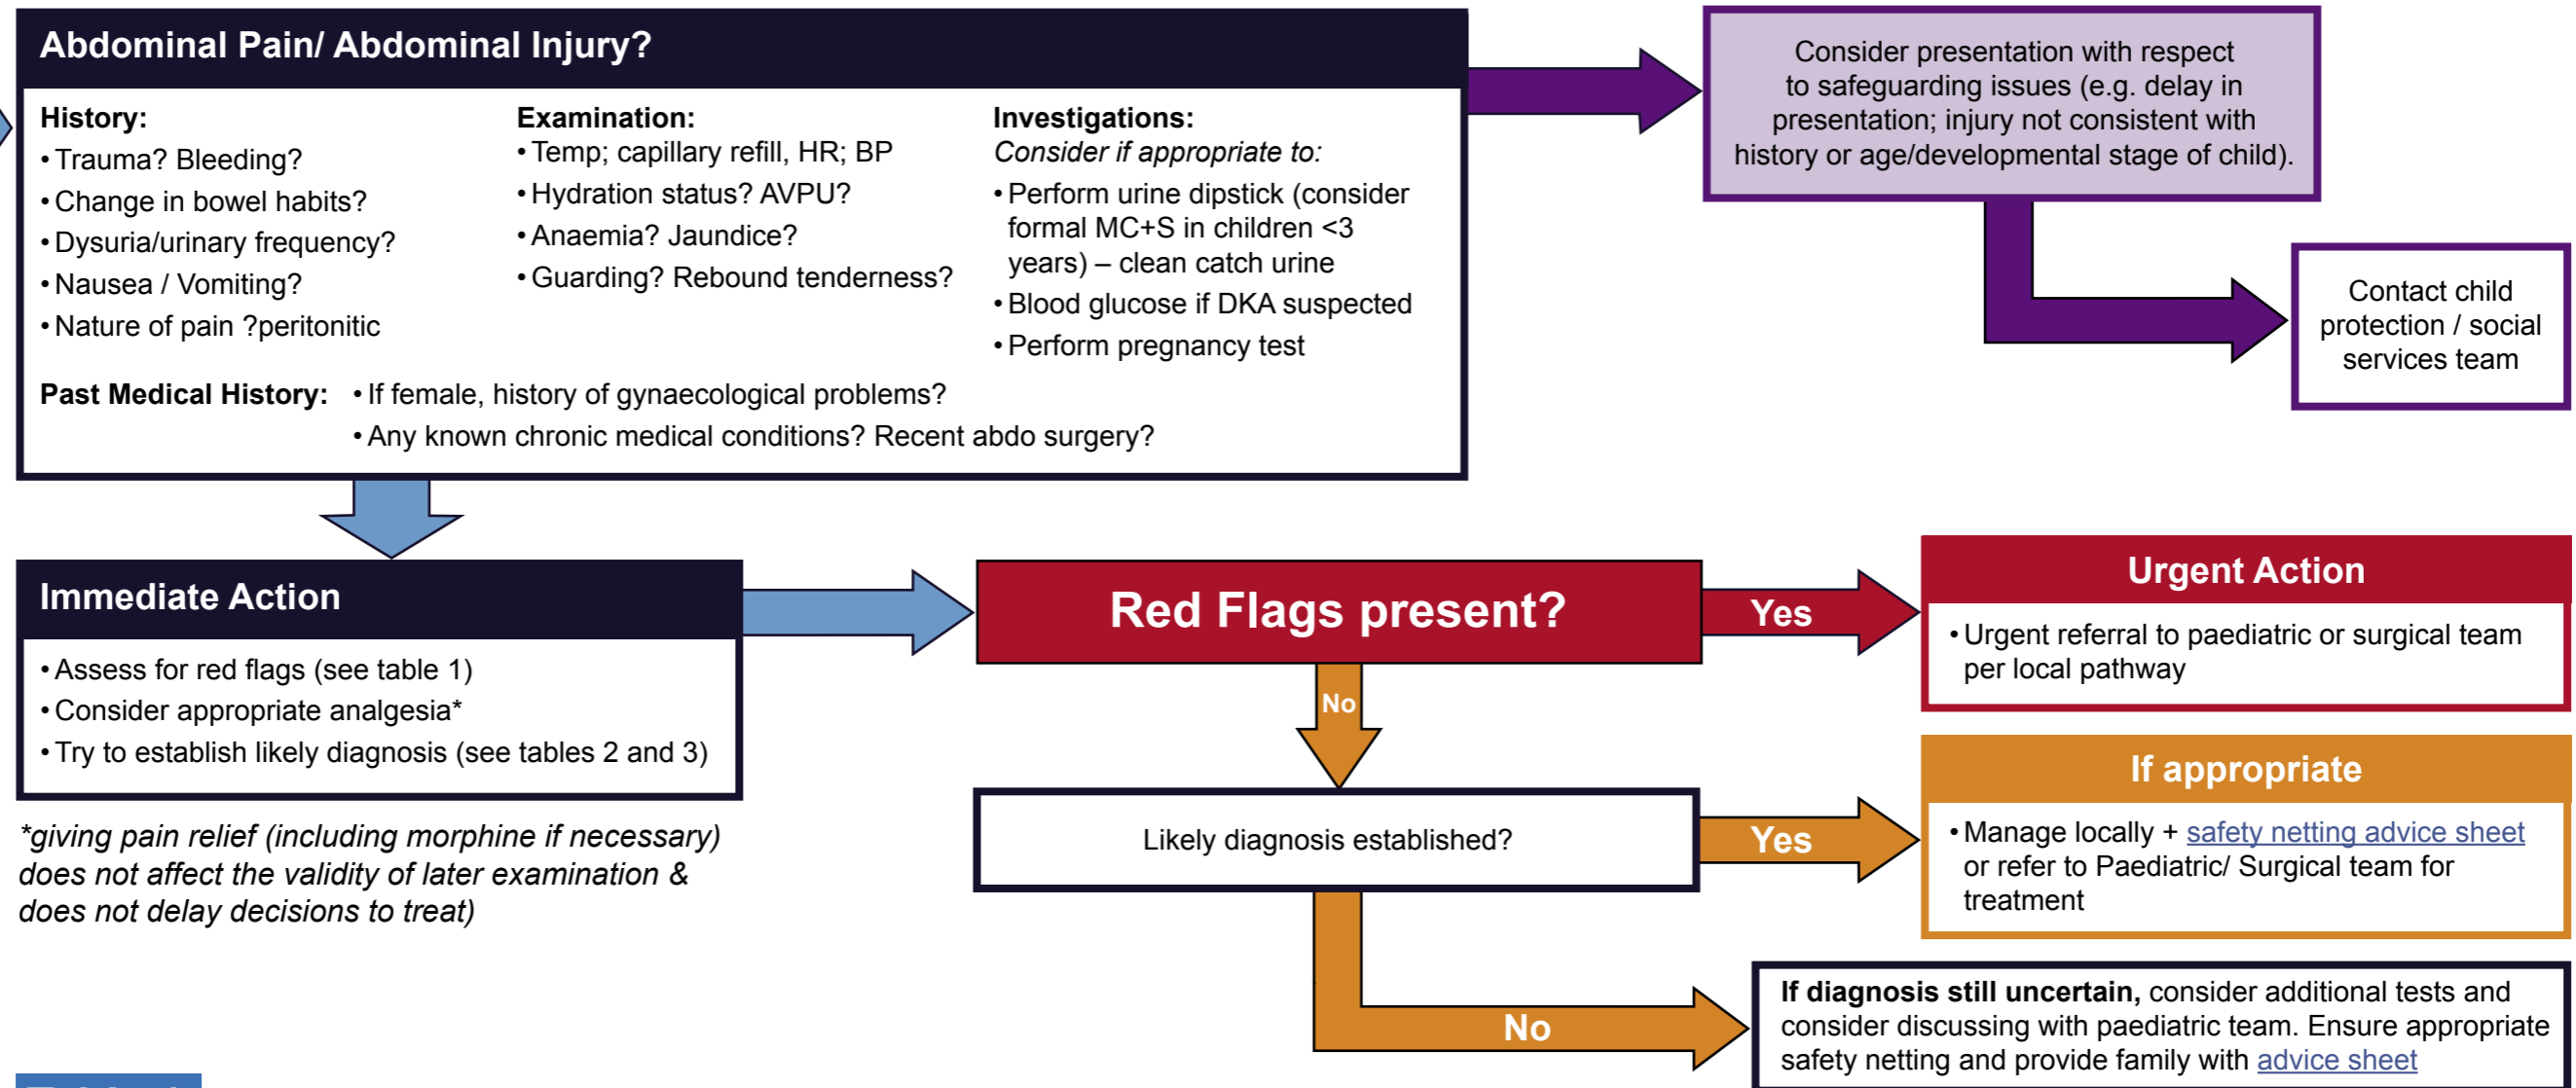 Abdominal Pain/ Abdominal Injury?
History:
• Trauma? Bleeding?
• Change in bowel habits?
• Dysuria/urinary frequency?
• Nausea / Vomiting?
• Nature of pain ?peritonitic
Examination:
• Temp; capillary refill, HR; BP
• Hydration status? AVPU?
• Anaemia? Jaundice?
• Guarding? Rebound tenderness?
Investigations:
Consider if appropriate to:
• Perform urine dipstick (consider
formal MC+S in children <3
years) – clean catch urine
• Blood glucose if DKA suspected
• Perform pregnancy test
Past Medical History: • If female, history of gynaecological problems?
• Any known chronic medical conditions? Recent abdo surgery?
Consider presentation with respect
to safeguarding issues (e.g. delay in
presentation; injury not consistent with
history or age/developmental stage of child).
Contact child
protection / social
services team
Immediate Action
• Assess for red flags (see table 1)
• Consider appropriate analgesia*
• Try to establish likely diagnosis (see tables 2 and 3)
*giving pain relief (including morphine if necessary)
does not affect the validity of later examination &
does not delay decisions to treat)
Red Flags present?
Yes
Urgent Action
• Urgent referral to paediatric or surgical team
per local pathway
No
Likely diagnosis established?
Yes
If appropriate
• Manage locally + safety netting advice sheet
or refer to Paediatric/ Surgical team for
treatment
No
If diagnosis still uncertain, consider additional tests and
consider discussing with paediatric team. Ensure appropriate
safety netting and provide family with advice sheet